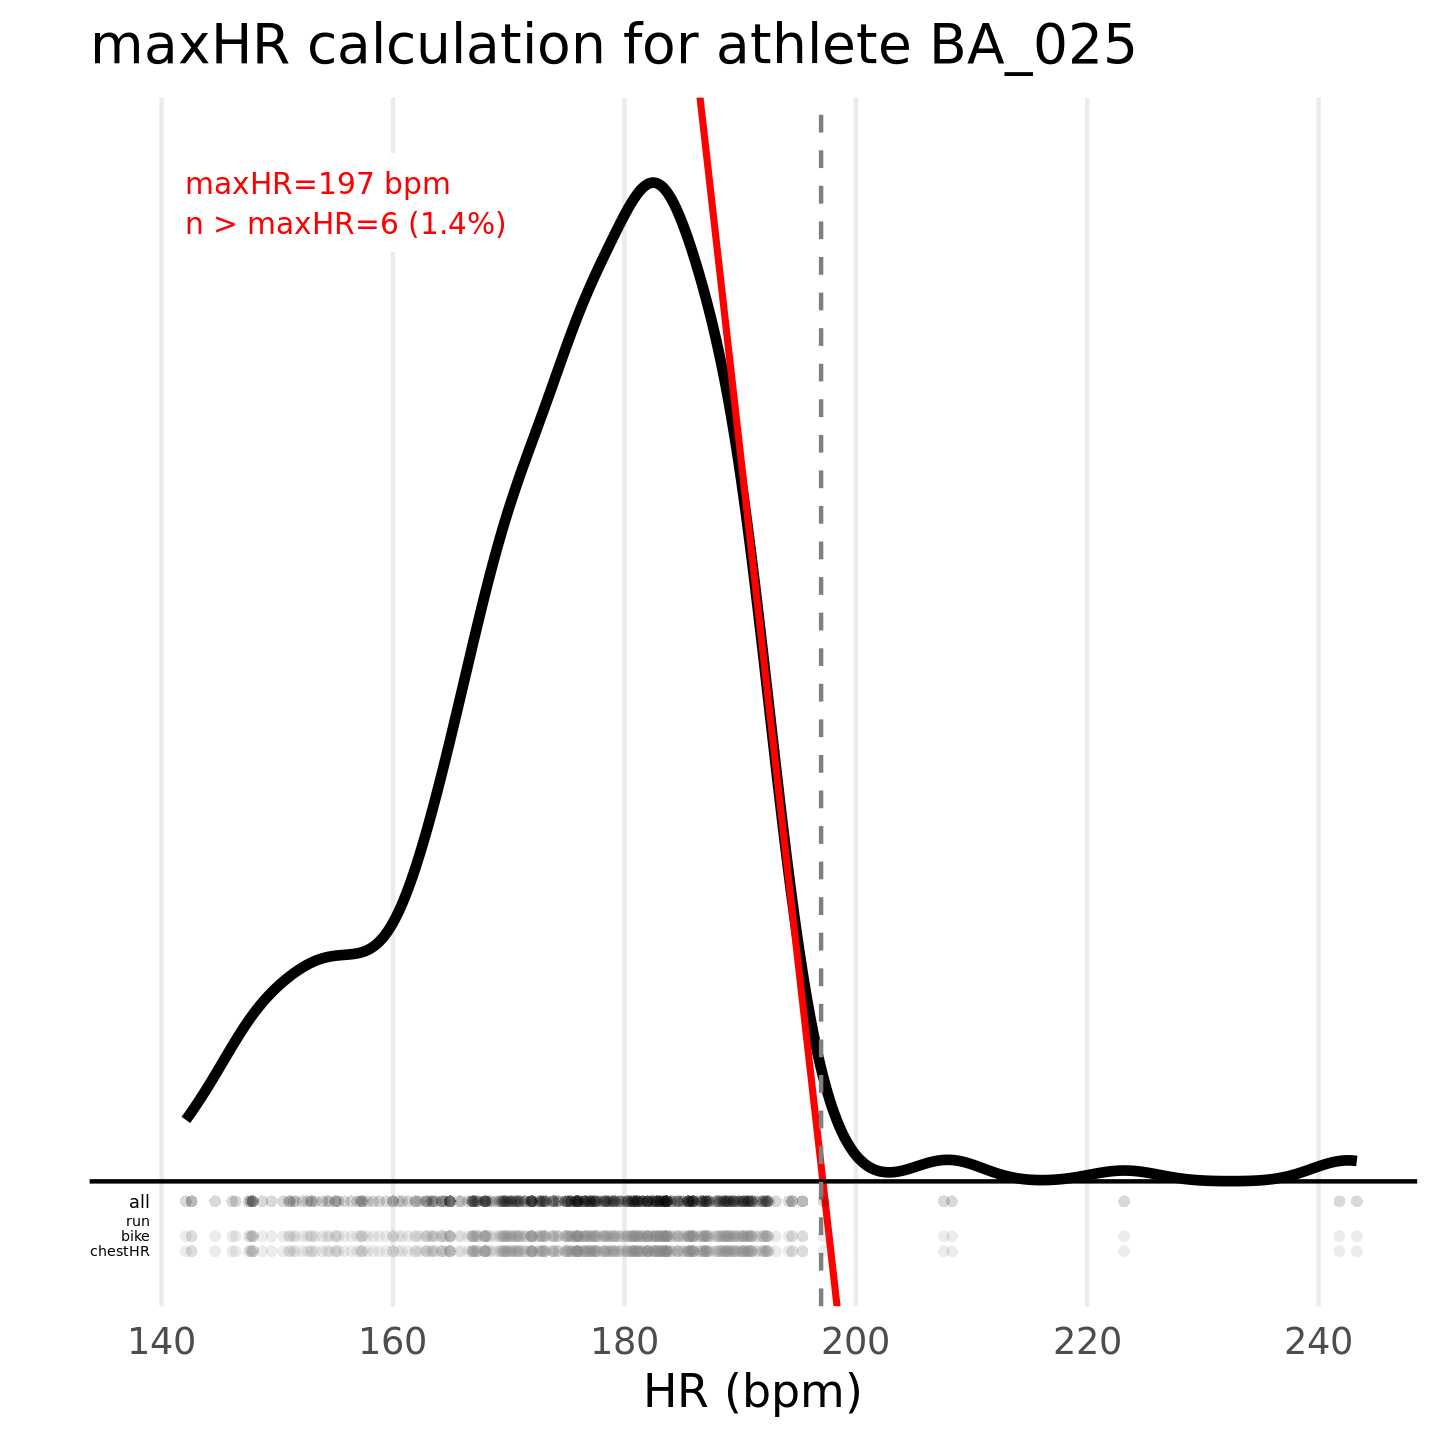 maxHR calculation for athlete BA_025
maxHR=197 bpm
n > maxHR=6 (1.4%)
all
run
bike
chestHR
140 160 180 200 220 240
HR (bpm)